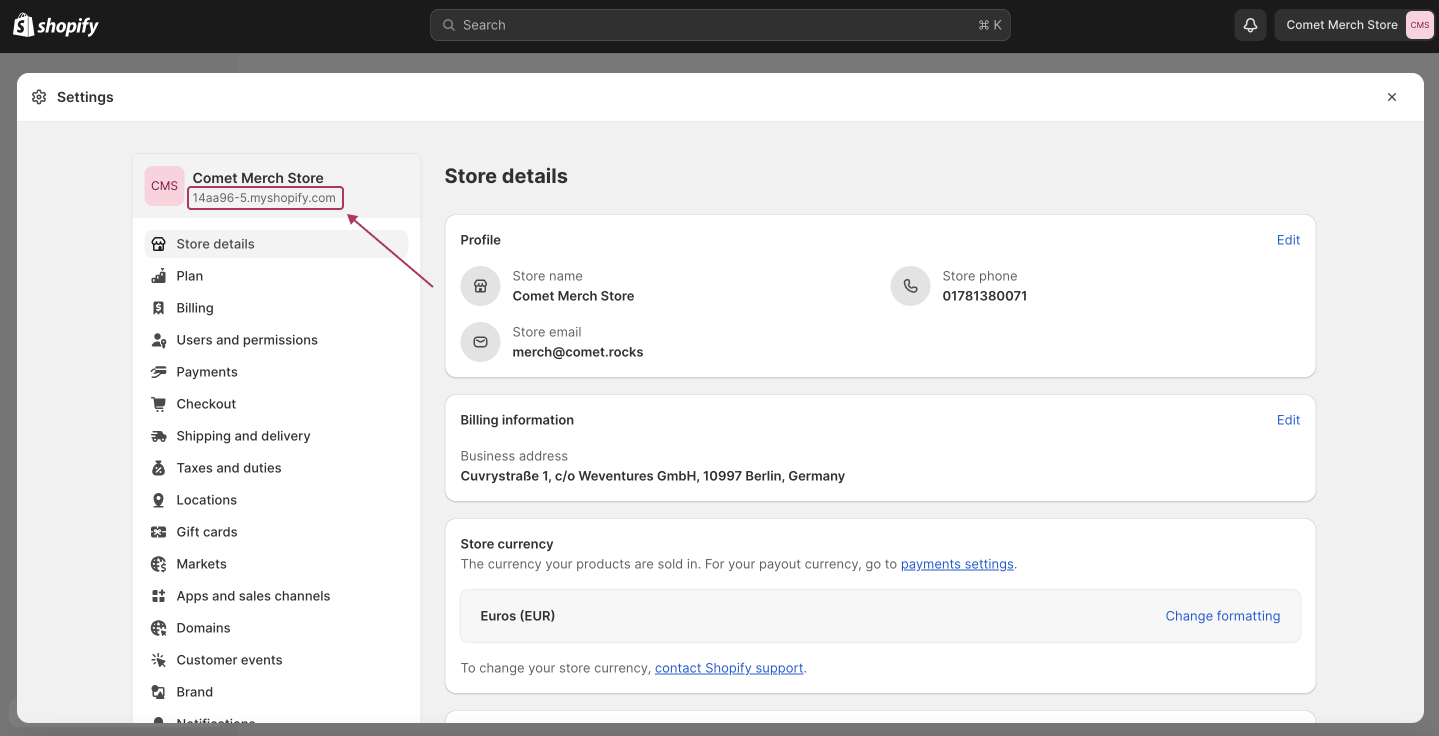 shopify
Search
⌘ K
Comet Merch Store
CMS
Settings
CMS
Comet Merch Store
14aa96-5.myshopify.com
Store details
Plan
Billing
Users and permissions
Payments
Checkout
Shipping and delivery
Taxes and duties
Locations
Gift cards
Markets
Apps and sales channels
Domains
Customer events
Brand
Notifications
Store details
Profile
Edit
Store name
Comet Merch Store
Store phone
01781380071
Store email
merch@comet.rocks
Billing information
Edit
Business address
Cuvrystraße 1, c/o Weventures GmbH, 10997 Berlin, Germany
Store currency
The currency your products are sold in. For your payout currency, go to payments settings.
Euros (EUR)
Change formatting
To change your store currency, contact Shopify support.